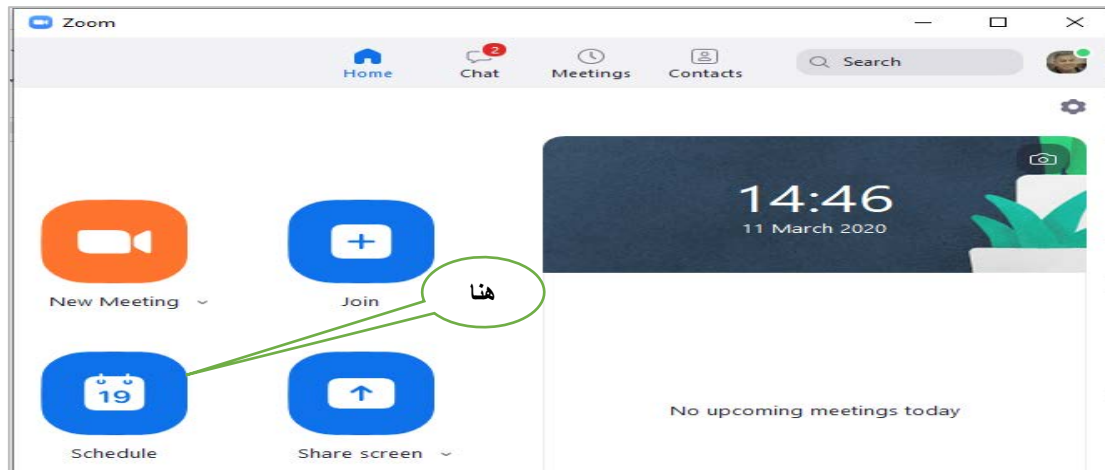 Zoom
Home
Chat
2
Meetings
Contacts
Search
14:46
11 March 2020
New Meeting
Join
هنا
19
Schedule
Share screen
No upcoming meetings today